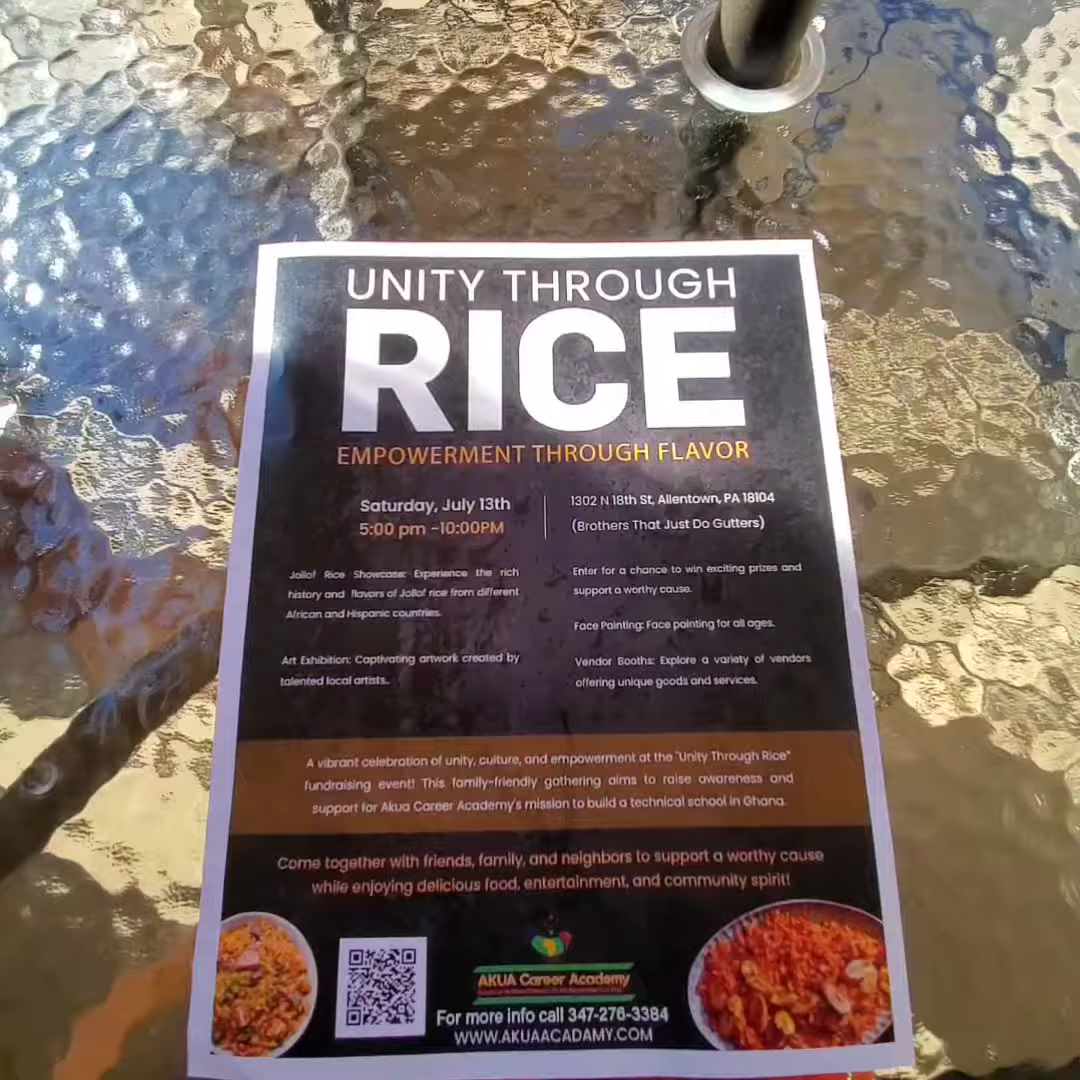 UNITY THROUGH
RICE
EMPOWERMENT THROUGH FLAVOR
Saturday, July 13th
5:00 pm -10:00PM
1302 N 18th St, Allentown, PA 18104
(Brothers That Just Do Gutters)
Jollof Rice Showcase: Experience the rich
history and flavors of Jollof rice from different
African and Hispanic countries.
Art Exhibition: Captivating artwork created by
talented local artists.
Enter for a chance to win exciting prizes and
support a worthy cause.
Face Painting: Face painting for all ages.
Vendor Booths: Explore a variety of vendors
offering unique goods and services.
A vibrant celebration of unity, culture, and empowerment at the "Unity Through Rice"
fundraising event! This family-friendly gathering aims to raise awareness and
support for Akua Career Academy's mission to build a technical school in Ghana.
Come together with friends, family, and neighbors to support a worthy cause
while enjoying delicious food, entertainment, and community spirit!
AKUA Career Academy
For more info call 347-276-3384
WWW.AKUAACADAMY.COM